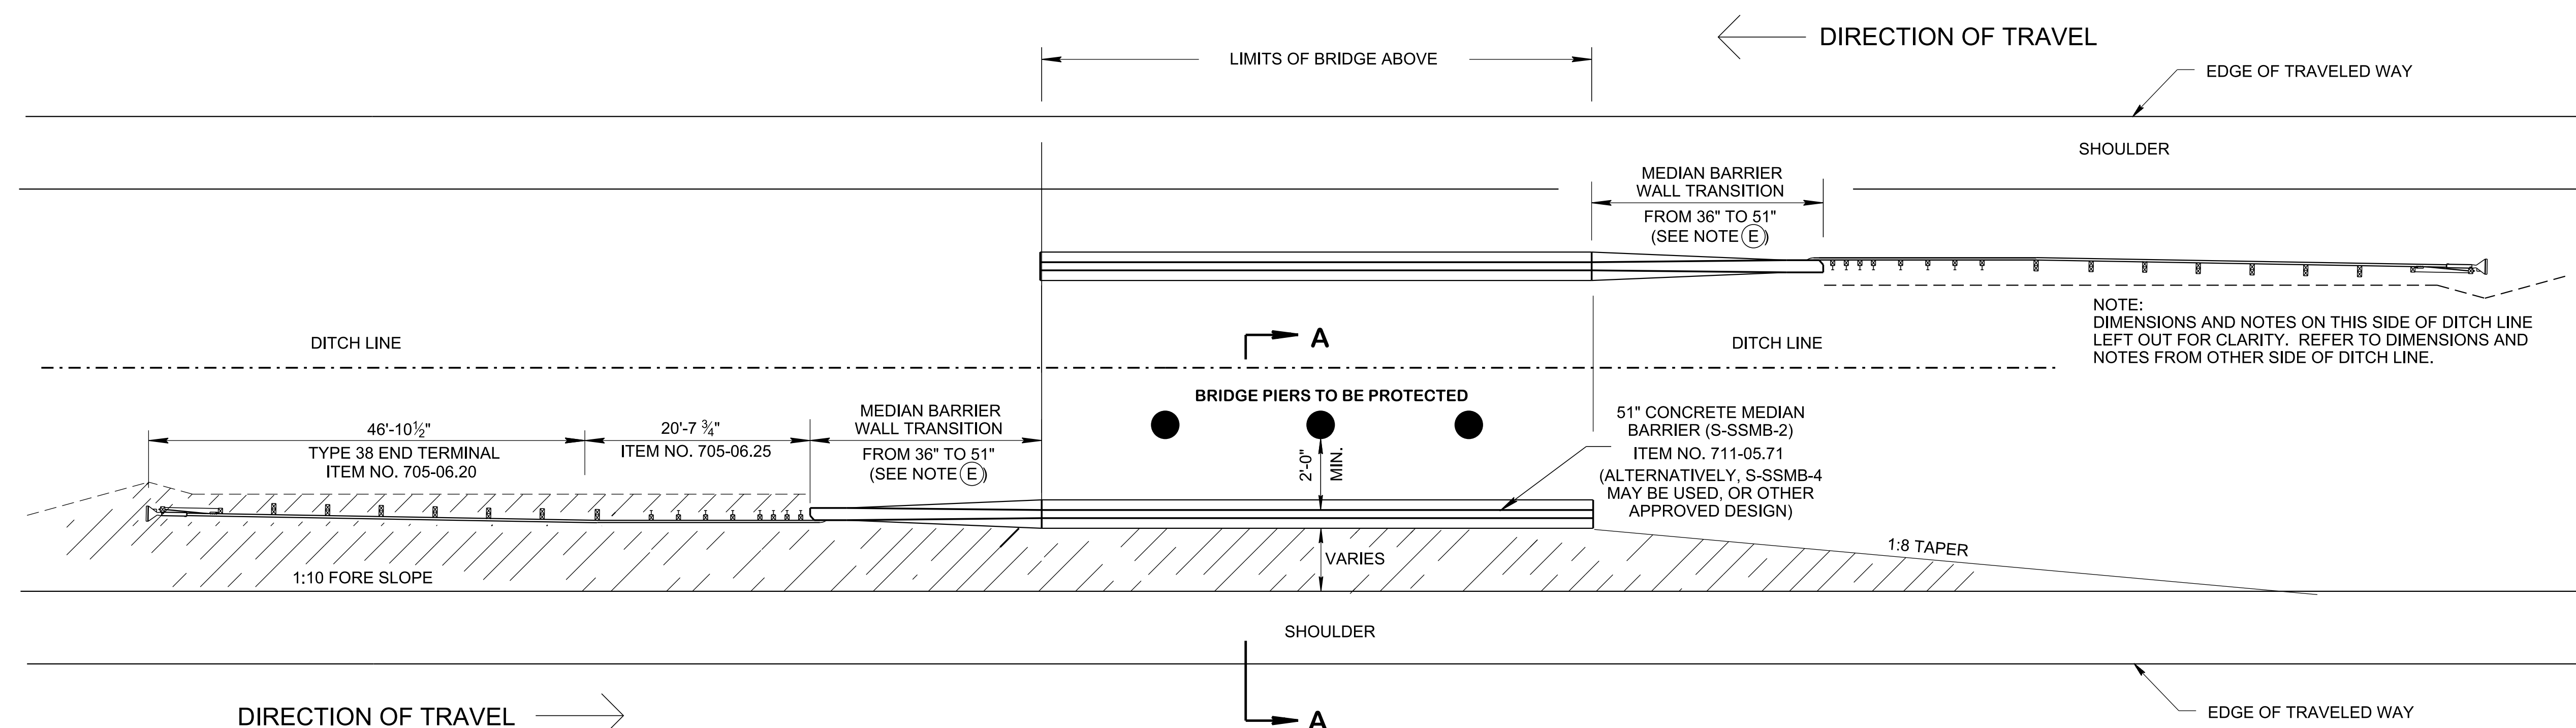 DIRECTION OF TRAVEL
LIMITS OF BRIDGE ABOVE
EDGE OF TRAVELED WAY
SHOULDER
MEDIAN BARRIER
WALL TRANSITION
FROM 36" TO 51"
(SEE NOTE E)
NOTE:
DIMENSIONS AND NOTES ON THIS SIDE OF DITCH LINE
LEFT OUT FOR CLARITY. REFER TO DIMENSIONS AND
NOTES FROM OTHER SIDE OF DITCH LINE.
A
DITCH LINE
DITCH LINE
BRIDGE PIERS TO BE PROTECTED
46'-10½"
TYPE 38 END TERMINAL
ITEM NO. 705-06.20
20'-7 ¾"
ITEM NO. 705-06.25
MEDIAN BARRIER
WALL TRANSITION
FROM 36" TO 51"
(SEE NOTE E)
2'-0"
MIN.
51" CONCRETE MEDIAN
BARRIER (S-SSMB-2)
ITEM NO. 711-05.71
(ALTERNATIVELY, S-SSMB-4
MAY BE USED, OR OTHER
APPROVED DESIGN)
1:10 FORE SLOPE
VARIES
1:8 TAPER
SHOULDER
DIRECTION OF TRAVEL
A
EDGE OF TRAVELED WAY